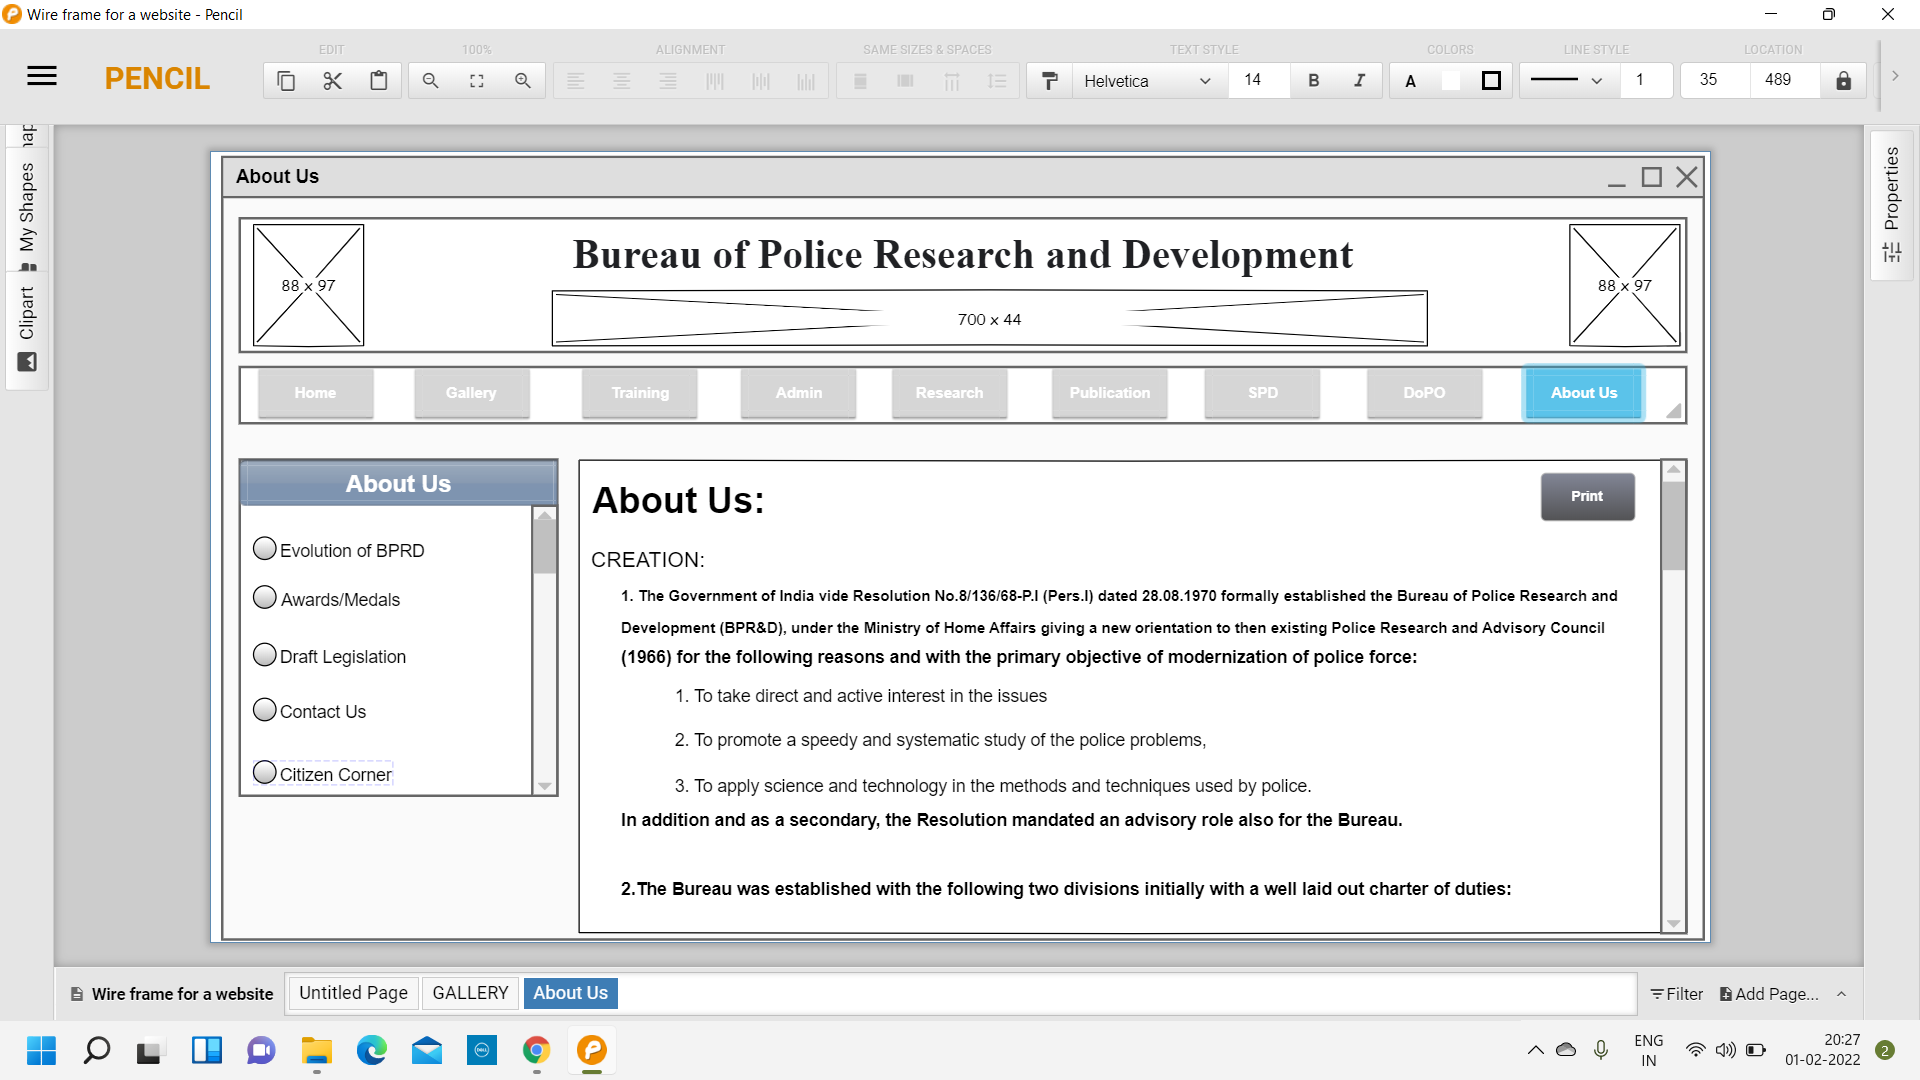 Wire frame for a website - Pencil
EDIT 100% ALIGNMENT SAME SIZES & SPACES TEXT STYLE COLORS LINE STYLE LOCATION
PENCIL Helvetica 14 B I A 1 35 489
My Shapes
Clipart
Properties
About Us
88 x 97
Bureau of Police Research and Development
700 x 44
88 x 97
Home Gallery Training Admin Research Publication SPD DoPO About Us
About Us
Evolution of BPRD
Awards/Medals
Draft Legislation
Contact Us
Citizen Corner
About Us:
Print
CREATION:
1. The Government of India vide Resolution No.8/136/68-P.I (Pers.I) dated 28.08.1970 formally established the Bureau of Police Research and
Development (BPR&D), under the Ministry of Home Affairs giving a new orientation to then existing Police Research and Advisory Council
(1966) for the following reasons and with the primary objective of modernization of police force:
1. To take direct and active interest in the issues
2. To promote a speedy and systematic study of the police problems,
3. To apply science and technology in the methods and techniques used by police.
In addition and as a secondary, the Resolution mandated an advisory role also for the Bureau.
2.The Bureau was established with the following two divisions initially with a well laid out charter of duties:
Wire frame for a website Untitled Page GALLERY About Us Filter Add Page...
DELL
ENG
IN
20:27
01-02-2022
2